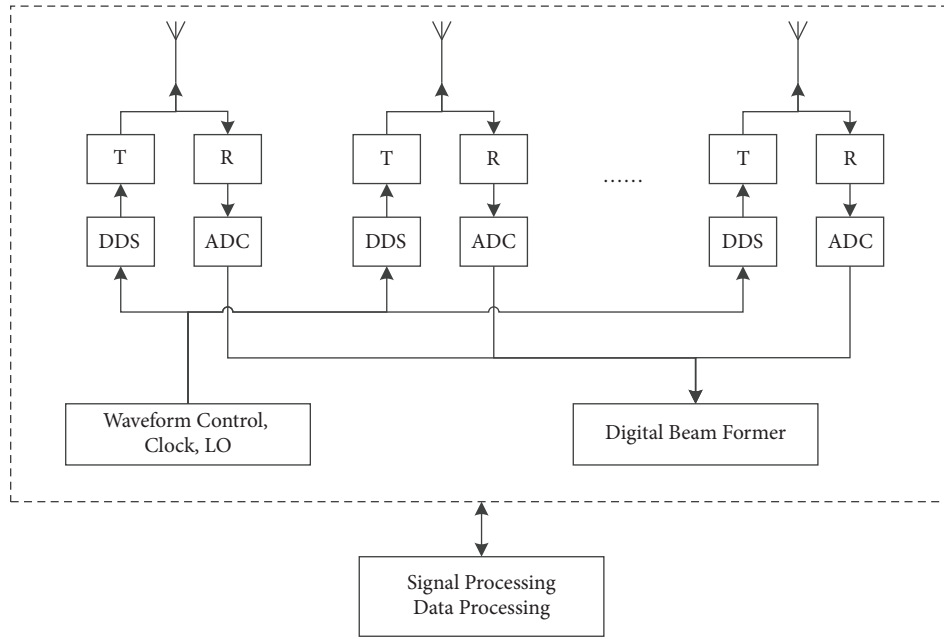 T
R
T
R
......
T
R
DDS
ADC
DDS
ADC
DDS
ADC
Waveform Control,
Clock, LO
Digital Beam Former
Signal Processing
Data Processing